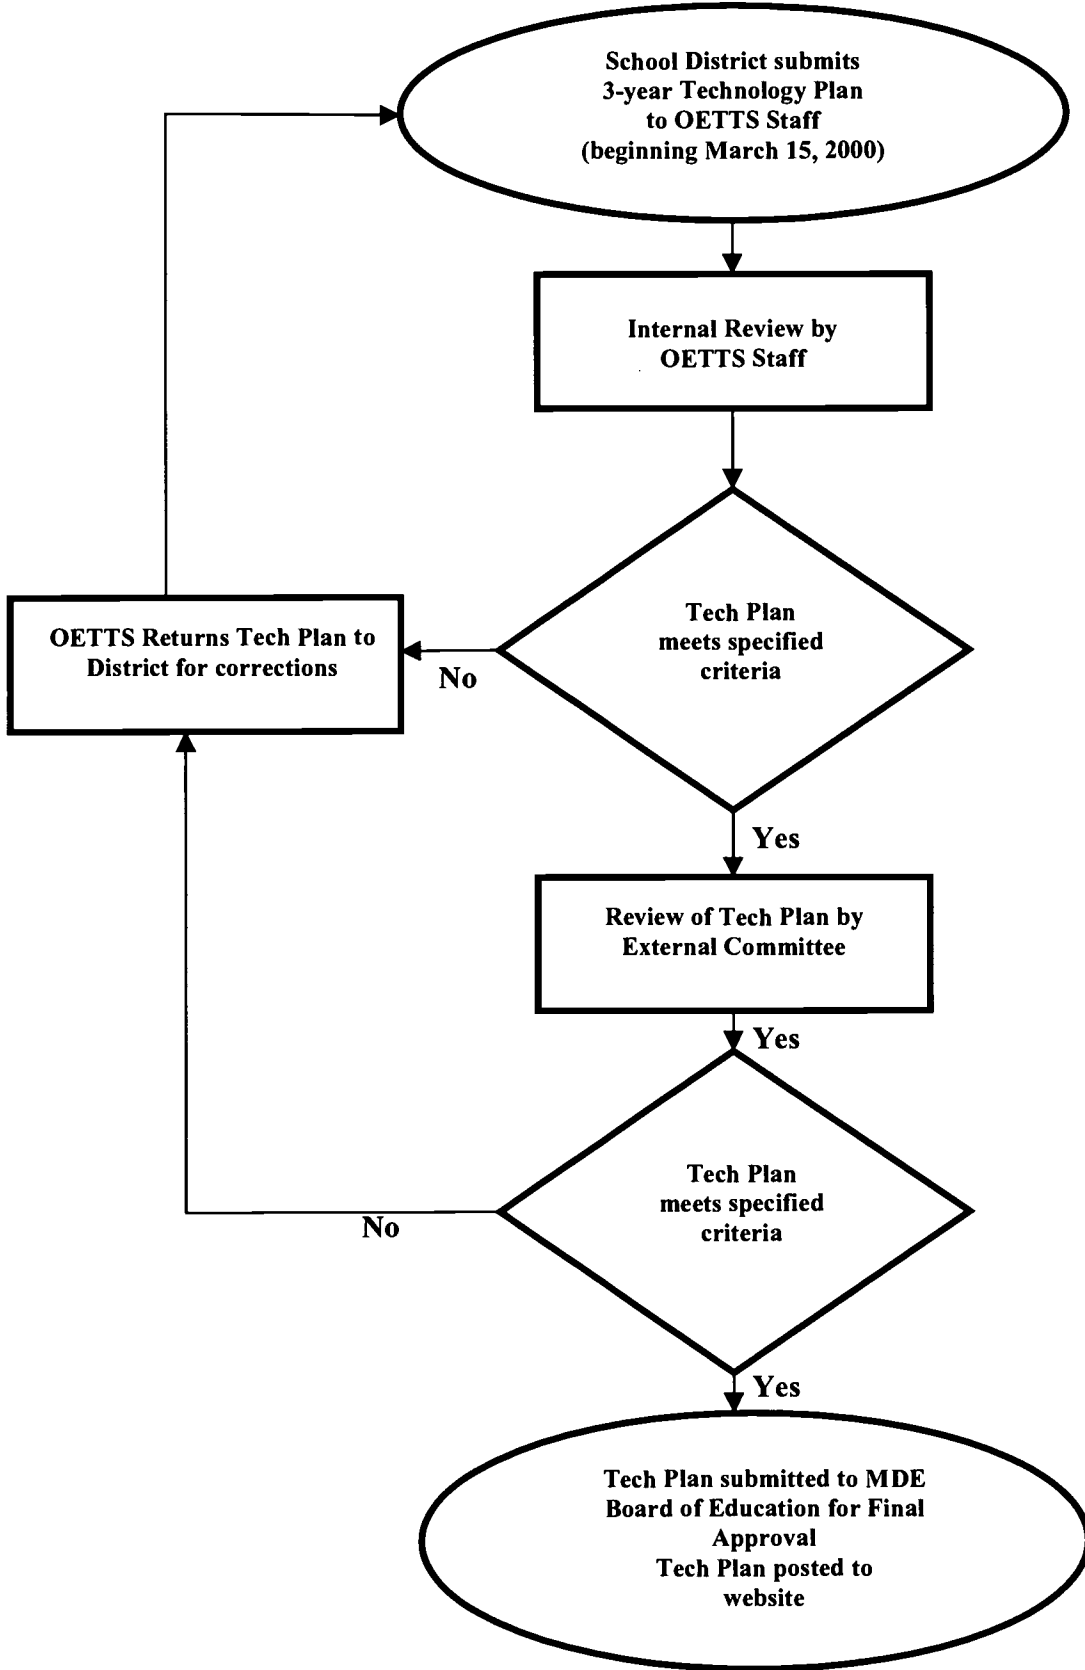 School District submits
3-year Technology Plan
to OETTS Staff
(beginning March 15, 2000)
Internal Review by
OETTS Staff
Tech Plan
meets specified
criteria
No
OETTS Returns Tech Plan to
District for corrections
Yes
Review of Tech Plan by
External Committee
Yes
Tech Plan
meets specified
criteria
No
Yes
Tech Plan submitted to MDE
Board of Education for Final
Approval
Tech Plan posted to
website